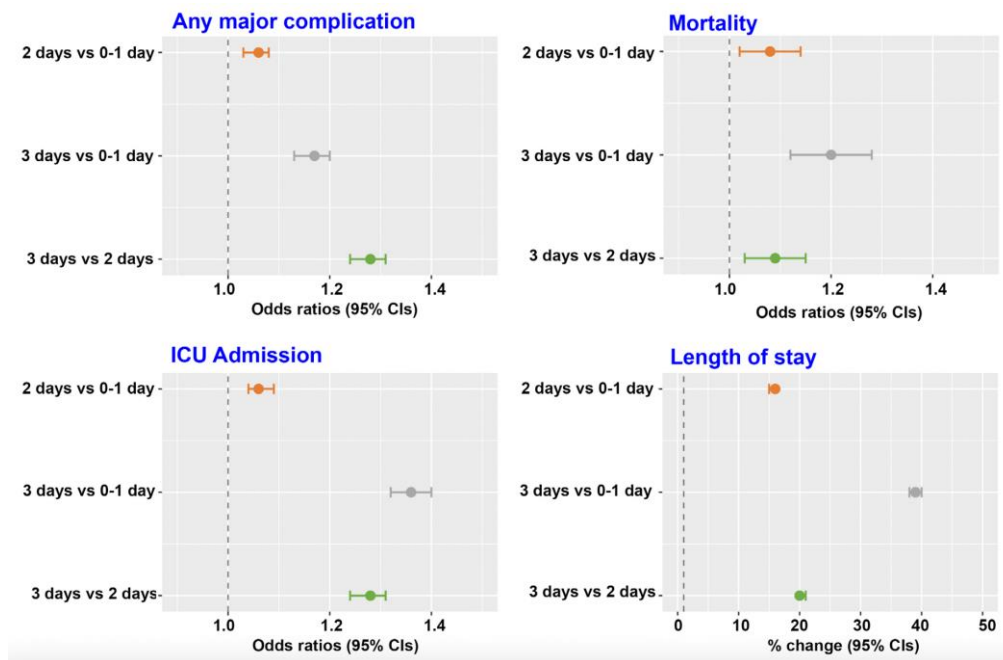 Any major complication
2 days vs 0-1 day
3 days vs 0-1 day
3 days vs 2 days
1.0 1.2 1.4
Odds ratios (95% CIs)
Mortality
2 days vs 0-1 day
3 days vs 0-1 day
3 days vs 2 days
1.0 1.2 1.4
Odds ratios (95% CIs)
ICU Admission
2 days vs 0-1 day
3 days vs 0-1 day
3 days vs 2 days
1.0 1.2 1.4
Odds ratios (95% CIs)
Length of stay
2 days vs 0-1 day
3 days vs 0-1 day
3 days vs 2 days
0 10 20 30 40 50
% change (95% CIs)